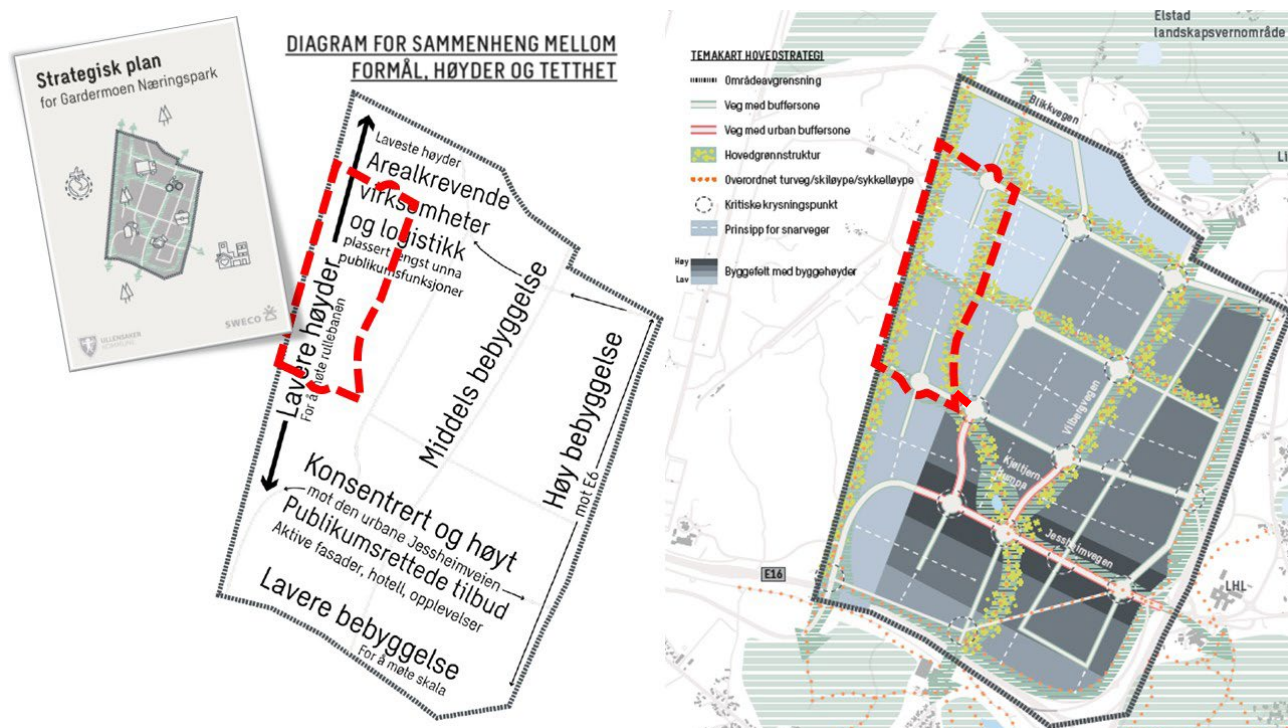 Strategisk plan
for Gardermoen Næringspark
ULLENSAKER
KOMMUNE
SWECO
DIAGRAM FOR SAMMENHENG MELLOM
FORMÅL, HØYDER OG TETTHET
Laveste høyder
Arealkrevende
virksomheter
og logistikk
plassert lengst unna
publikumsfunksjoner
Lavere høyder
For å møte rullebanen
Middels bebyggelse
Høy bebyggelse
mot E6
Konsentrert og høyt
mot den urbane Jessheimveien
Publikumsrettede tilbud
Aktive fasader, hotell, opplevelser
Lavere bebyggelse
For å møte skala
TEMAKART HOVEDSTRATEGI
Områdeavgrensning
Veg med buffersone
Veg med urban buffersone
Hovedgrønnstruktur
Overordnet turveg/skiløype/sykkelløype
Kritiske krysningspunkt
Prinsipp for snarveger
Høy
Lav
Byggefelt med byggehøyder
Elstad
landskapsvernområde
Blikkvegen
LI
Vilbergvegen
Kjeltjern
Jessheimvegen
E16
LHL